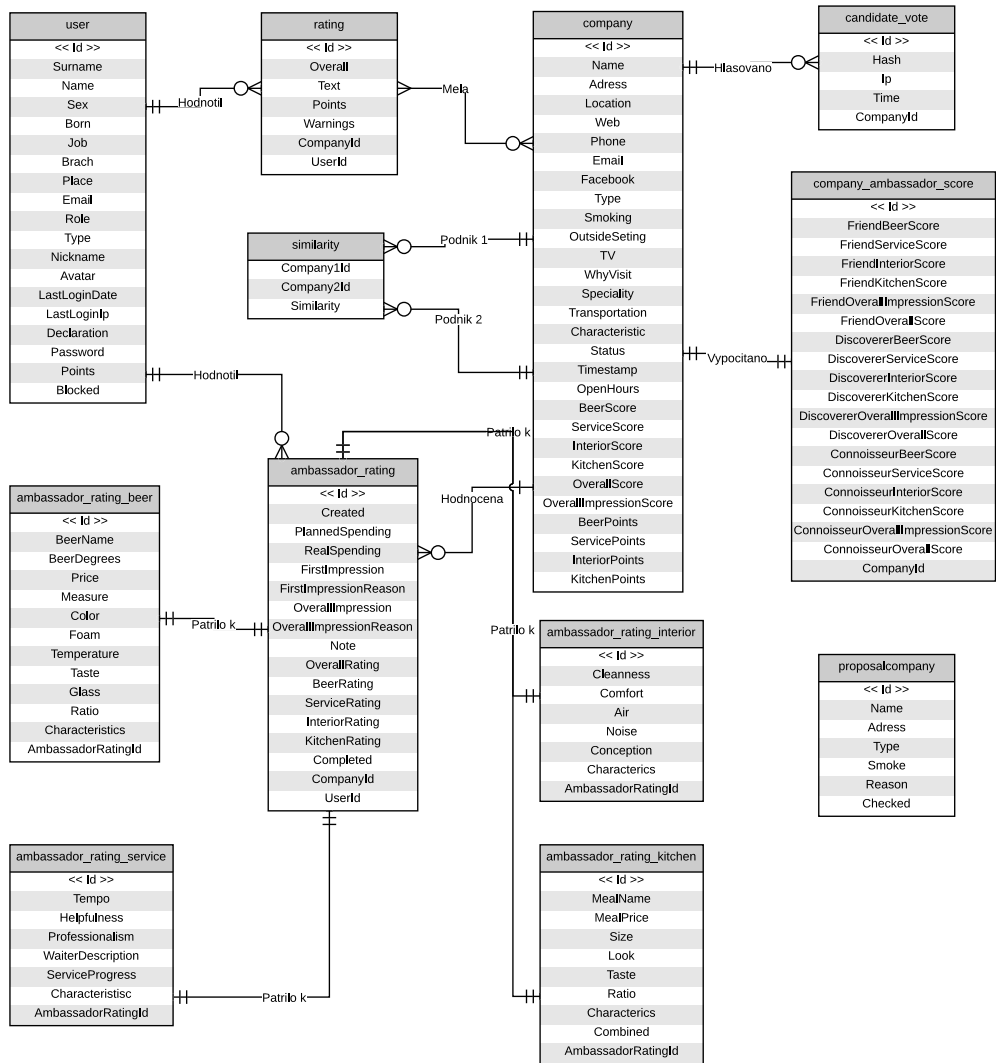 user
<< Id >>
Surname
Name
Sex
Born
Job
Brach
Place
Email
Role
Type
Nickname
Avatar
LastLoginDate
LastLoginIp
Declaration
Password
Points
Blocked
Hodnotil
rating
<< Id >>
Overall
Text
Points
Warnings
CompanyId
UserId
Mela
company
<< Id >>
Name
Adress
Location
Web
Phone
Email
Facebook
Type
Smoking
OutsideSeting
TV
WhyVisit
Speciality
Transportation
Characteristic
Status
Timestamp
OpenHours
BeerScore
ServiceScore
InteriorScore
KitchenScore
OverallScore
OverallImpressionScore
BeerPoints
ServicePoints
InteriorPoints
KitchenPoints
Hlasovano
candidate_vote
<< Id >>
Hash
Ip
Time
CompanyId
similarity
Company1Id
Company2Id
Similarity
Podnik 1
Podnik 2
Vypocitano
company_ambassador_score
<< Id >>
FriendBeerScore
FriendServiceScore
FriendInteriorScore
FriendKitchenScore
FriendOverallImpressionScore
FriendOverallScore
DiscovererBeerScore
DiscovererServiceScore
DiscovererInteriorScore
DiscovererKitchenScore
DiscovererOverallImpressionScore
DiscovererOverallScore
ConnoisseurBeerScore
ConnoisseurServiceScore
ConnoisseurInteriorScore
ConnoisseurKitchenScore
ConnoisseurOverallImpressionScore
ConnoisseurOverallScore
CompanyId
Hodnotil
Patrilo k
Hodnocena
ambassador_rating
<< Id >>
Created
PlannedSpending
RealSpending
FirstImpression
FirstImpressionReason
OverallImpression
OverallImpressionReason
Note
OverallRating
BeerRating
ServiceRating
InteriorRating
KitchenRating
Completed
CompanyId
UserId
ambassador_rating_beer
<< Id >>
BeerName
BeerDegrees
Price
Measure
Color
Foam
Temperature
Taste
Glass
Ratio
Characteristics
AmbassadorRatingId
Patrilo k
Patrilo k
ambassador_rating_interior
<< Id >>
Cleanness
Comfort
Air
Noise
Conception
Characterics
AmbassadorRatingId
proposalcompany
<< Id >>
Name
Adress
Type
Smoke
Reason
Checked
ambassador_rating_service
<< Id >>
Tempo
Helpfulness
Professionalism
WaiterDescription
ServiceProgress
Characteristisc
AmbassadorRatingId
Patrilo k
ambassador_rating_kitchen
<< Id >>
MealName
MealPrice
Size
Look
Taste
Ratio
Characterics
Combined
AmbassadorRatingId